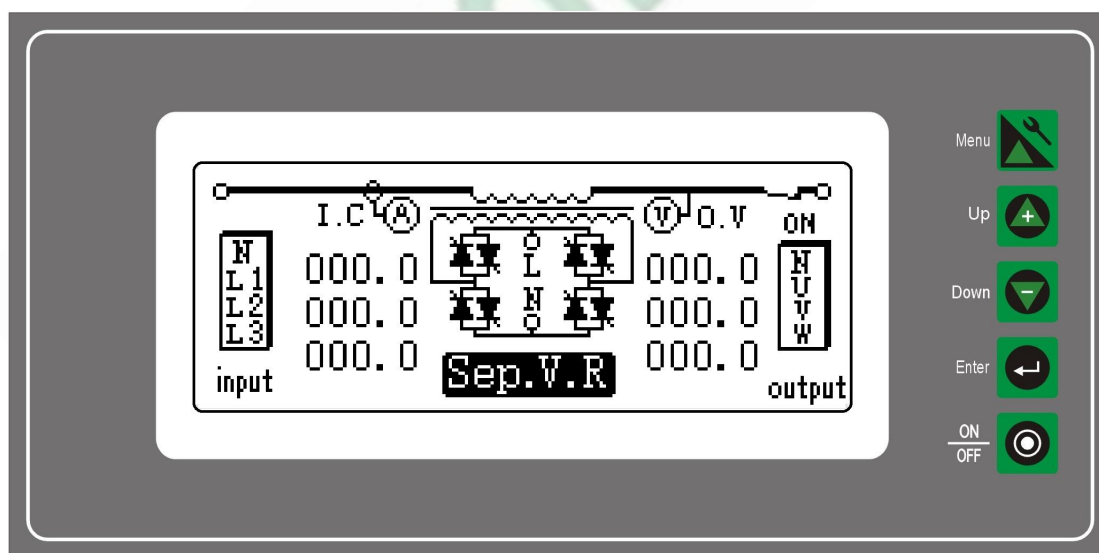 I.C A V O.V ON
N
L1
L2
L3
000.0
000.0
000.0
O
L
N
O
000.0
000.0
000.0
N
U
V
W
input
Sep.V.R
output
Menu
Up
Down
Enter
ON
OFF